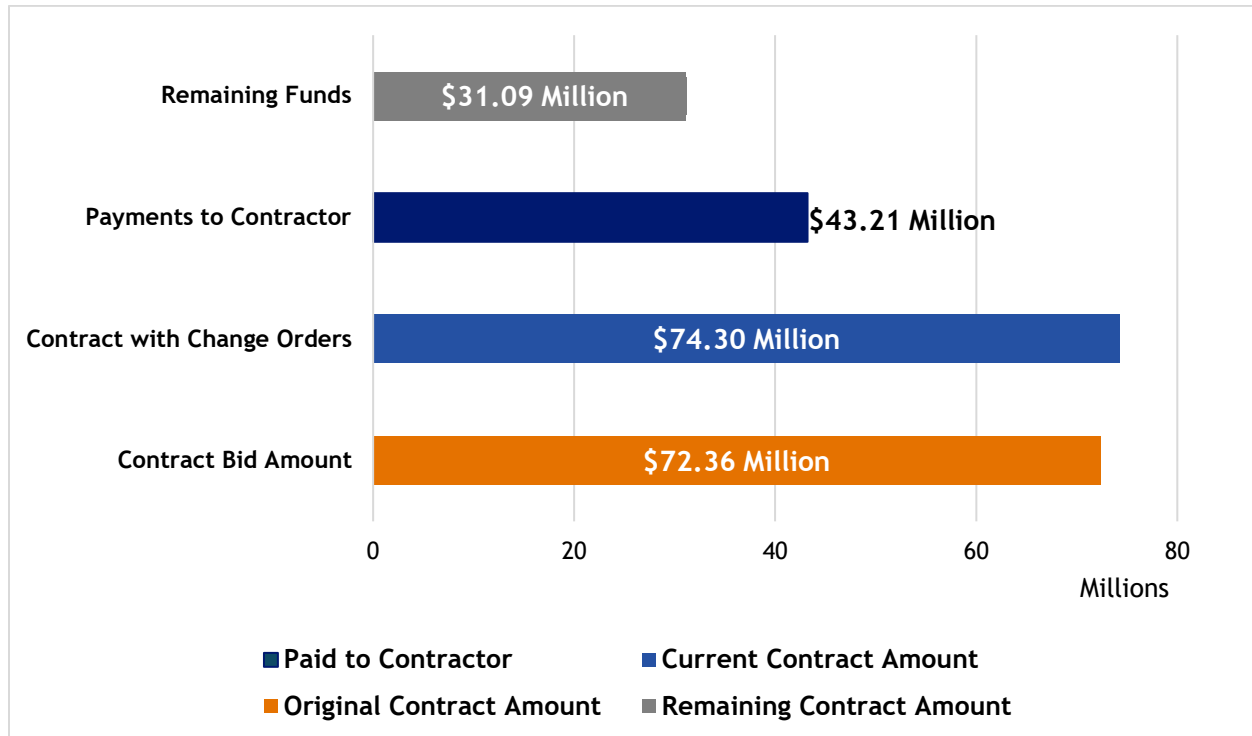 Remaining Funds
$31.09 Million
Payments to Contractor
$43.21 Million
Contract with Change Orders
$74.30 Million
Contract Bid Amount
$72.36 Million
0 20 40 60 80
Millions
Paid to Contractor Current Contract Amount
Original Contract Amount Remaining Contract Amount